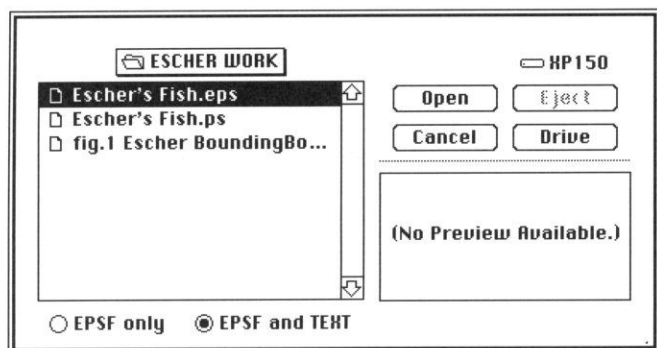 ESCHER WORK
XP150
Escher's Fish.eps
Escher's Fish.ps
fig.1 Escher BoundingBo...
Open
Eject
Cancel
Drive
(No Preview Available.)
EPSF only
EPSF and TEXT